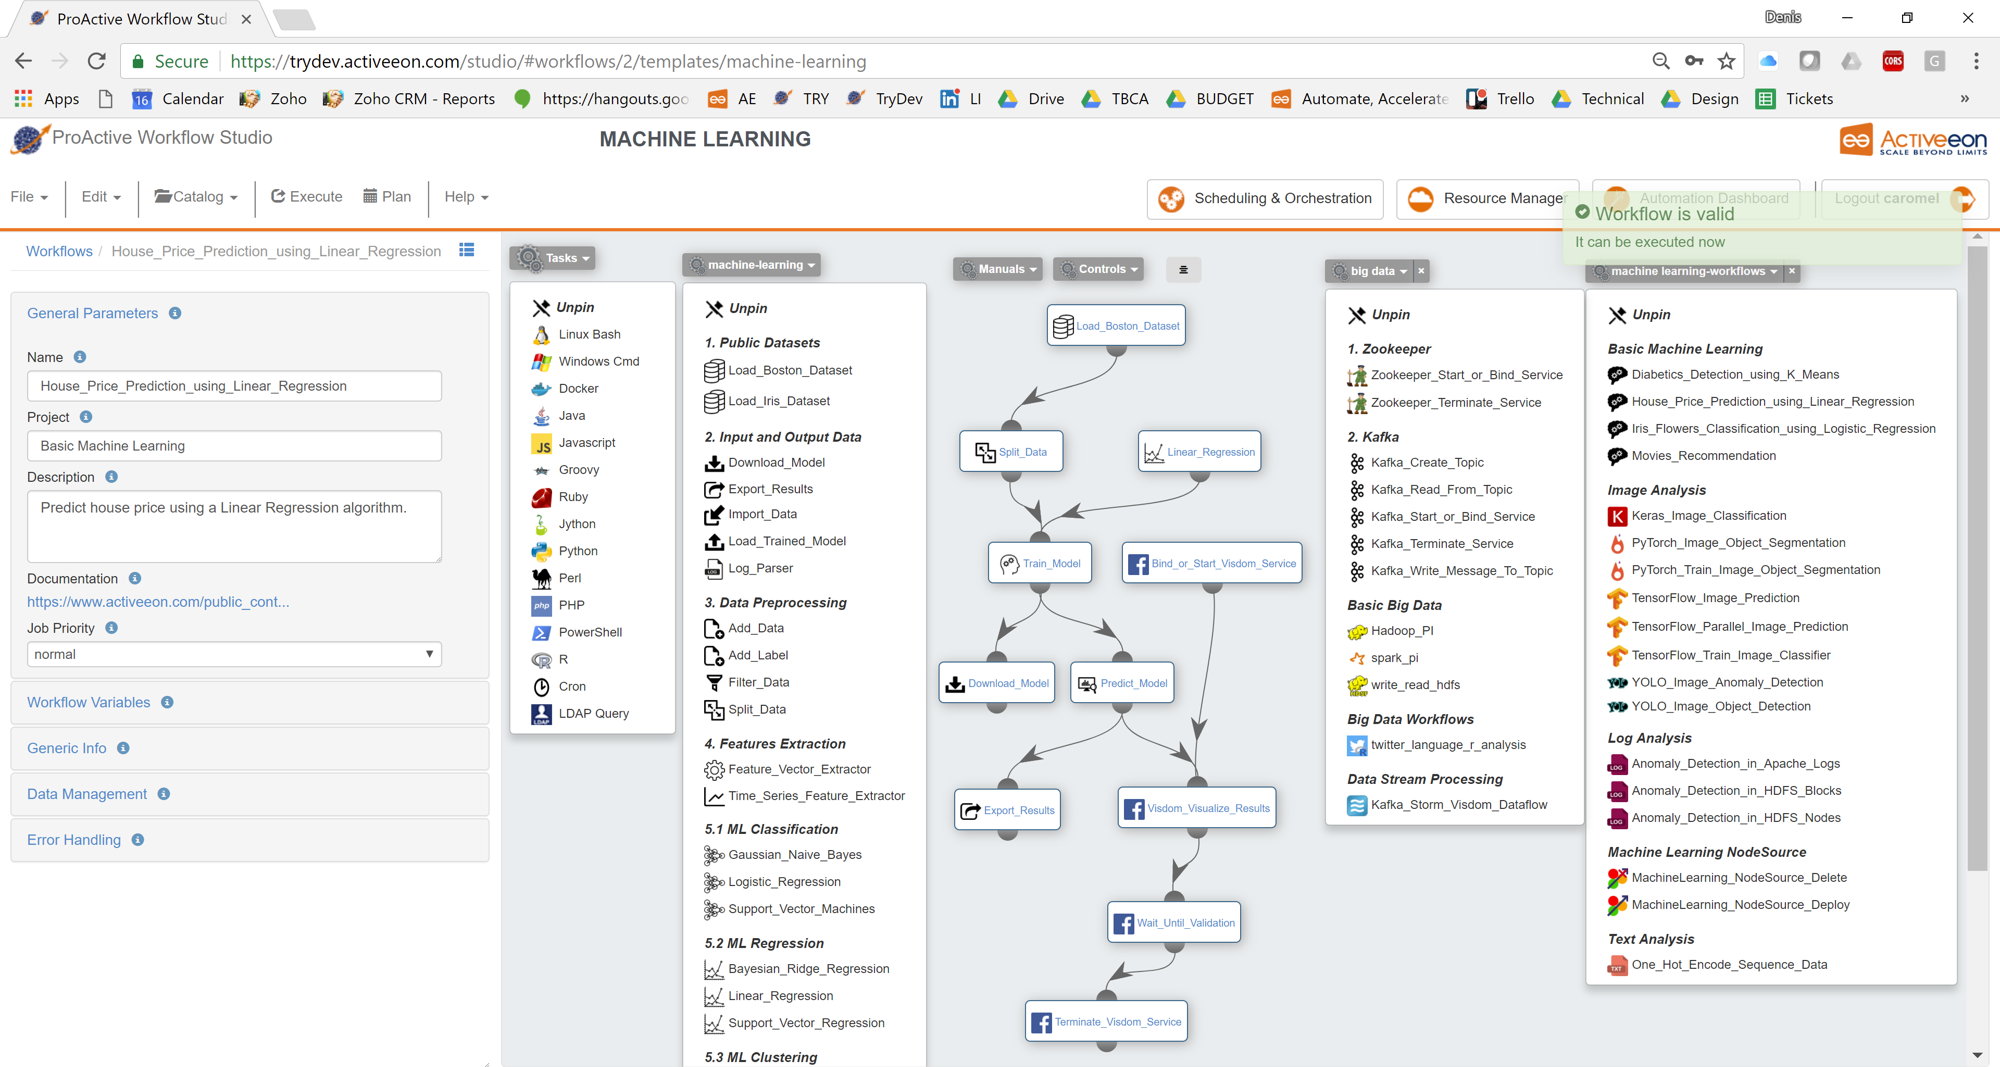 ProActive Workflow Stud
Denis
Secure
https://trydev.activeeon.com/studio/#workflows/2/templates/machine-learning
CORS
G
Apps
16
Calendar
Zoho
Zoho CRM - Reports
https://hangouts.goo
AE
TRY
TryDev
LI
Drive
TBCA
BUDGET
Automate, Accelerate
Trello
Technical
Design
Tickets
»
ProActive Workflow Studio
MACHINE LEARNING
ActiveEon
SCALE BEYOND LIMITS
File
Edit
Catalog
Execute
Plan
Help
Scheduling & Orchestration
Resource Manager
Automation Dashboard
Logout caromel
Workflow is valid
It can be executed now
Workflows / House_Price_Prediction_using_Linear_Regression
General Parameters
Name
House_Price_Prediction_using_Linear_Regression
Project
Basic Machine Learning
Description
Predict house price using a Linear Regression algorithm.
Documentation
https://www.activeeon.com/public_cont...
Job Priority
normal
Workflow Variables
Generic Info
Data Management
Error Handling
Tasks
Unpin
Linux Bash
Windows Cmd
Docker
Java
JS Javascript
Groovy
Ruby
Jython
Python
Perl
php PHP
PowerShell
R
Cron
LDAP LDAP Query
machine-learning
Unpin
1. Public Datasets
Load_Boston_Dataset
Load_Iris_Dataset
2. Input and Output Data
Download_Model
Export_Results
Import_Data
Load_Trained_Model
Log_Parser
3. Data Preprocessing
Add_Data
Add_Label
Filter_Data
Split_Data
4. Features Extraction
Feature_Vector_Extractor
Time_Series_Feature_Extractor
5.1 ML Classification
Gaussian_Naive_Bayes
Logistic_Regression
Support_Vector_Machines
5.2 ML Regression
Bayesian_Ridge_Regression
Linear_Regression
Support_Vector_Regression
5.3 ML Clustering
Manuals
Controls
Load_Boston_Dataset
Split_Data
Linear_Regression
Train_Model
Bind_or_Start_Visdom_Service
Download_Model
Predict_Model
Export_Results
Visdom_Visualize_Results
Wait_Until_Validation
Terminate_Visdom_Service
big data
Unpin
1. Zookeeper
Zookeeper_Start_or_Bind_Service
Zookeeper_Terminate_Service
2. Kafka
Kafka_Create_Topic
Kafka_Read_From_Topic
Kafka_Start_or_Bind_Service
Kafka_Terminate_Service
Kafka_Write_Message_To_Topic
Basic Big Data
Hadoop_PI
spark_pi
write_read_hdfs
Big Data Workflows
twitter_language_r_analysis
Data Stream Processing
Kafka_Storm_Visdom_Dataflow
machine learning-workflows
Unpin
Basic Machine Learning
Diabetics_Detection_using_K_Means
House_Price_Prediction_using_Linear_Regression
Iris_Flowers_Classification_using_Logistic_Regression
Movies_Recommendation
Image Analysis
K Keras_Image_Classification
PyTorch_Image_Object_Segmentation
PyTorch_Train_Image_Object_Segmentation
TensorFlow_Image_Prediction
TensorFlow_Parallel_Image_Prediction
TensorFlow_Train_Image_Classifier
YOLO_Image_Anomaly_Detection
YOLO_Image_Object_Detection
Log Analysis
LOG Anomaly_Detection_in_Apache_Logs
LOG Anomaly_Detection_in_HDFS_Blocks
LOG Anomaly_Detection_in_HDFS_Nodes
Machine Learning NodeSource
MachineLearning_NodeSource_Delete
MachineLearning_NodeSource_Deploy
Text Analysis
TXT One_Hot_Encode_Sequence_Data